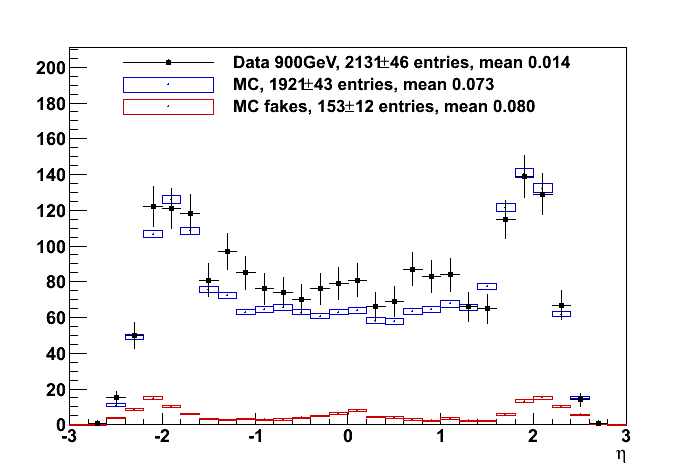 Data 900GeV, 2131±46 entries, mean 0.014
MC, 1921±43 entries, mean 0.073
MC fakes, 153±12 entries, mean 0.080
200
180
160
140
120
100
80
60
40
20
0
-3 -2 -1 0 1 2 3
η